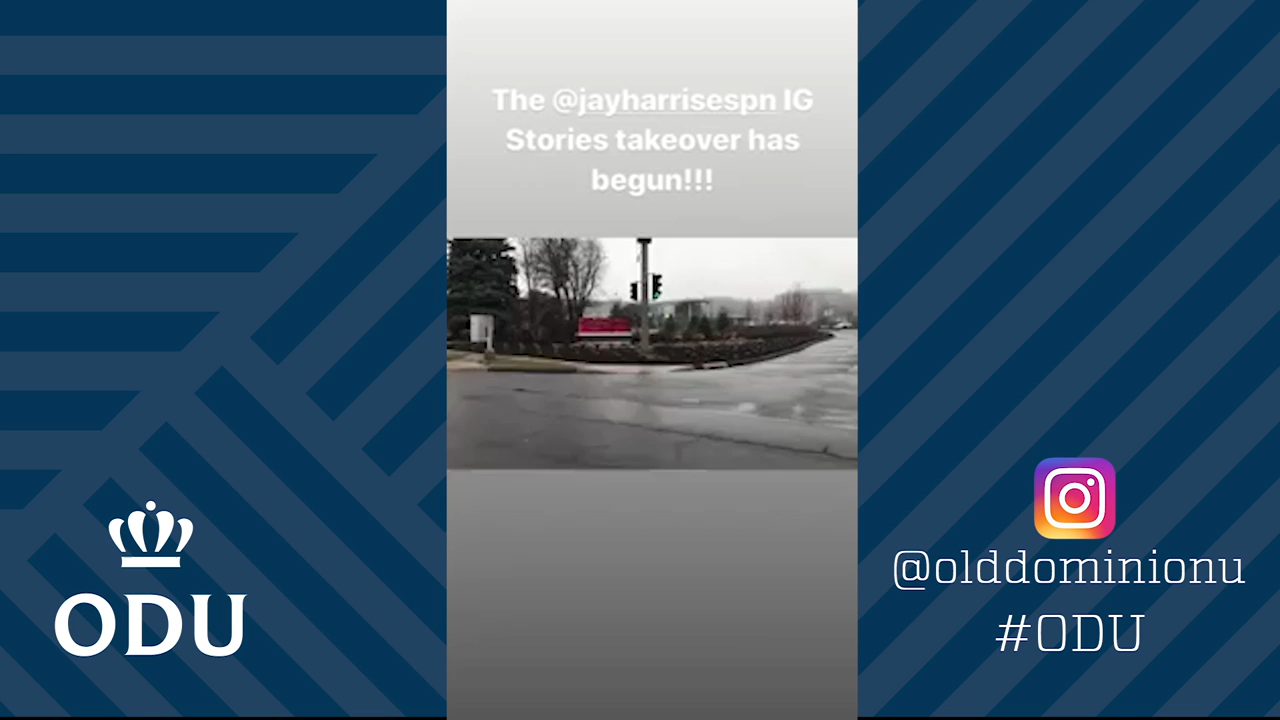 The @jayharrisespn IG
Stories takeover has
begun!!!
ODU
@olddominionu
#ODU